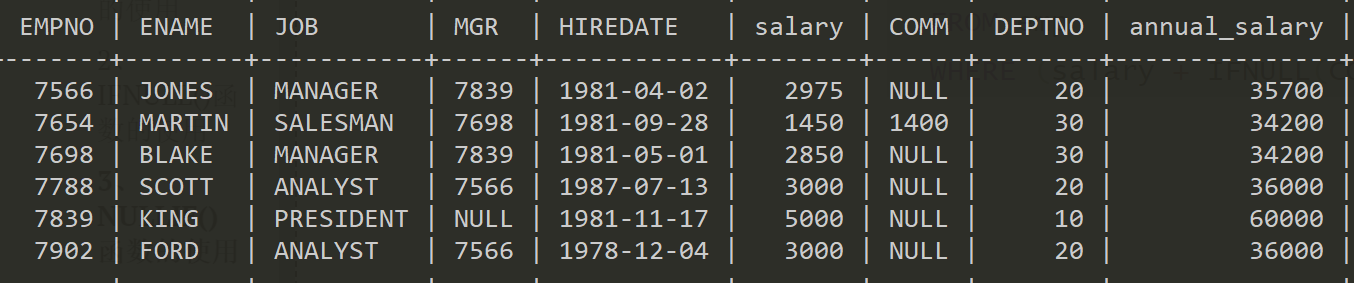 EMPNO | ENAME | JOB | MGR | HIREDATE | salary | COMM | DEPTNO | annual_salary |
7566 | JONES | MANAGER | 7839 | 1981-04-02 | 2975 | NULL | 20 | 35700 |
7654 | MARTIN | SALESMAN | 7698 | 1981-09-28 | 1450 | 1400 | 30 | 34200 |
7698 | BLAKE | MANAGER | 7839 | 1981-05-01 | 2850 | NULL | 30 | 34200 |
7788 | SCOTT | ANALYST | 7566 | 1987-07-13 | 3000 | NULL | 20 | 36000 |
7839 | KING | PRESIDENT | NULL | 1981-11-17 | 5000 | NULL | 10 | 60000 |
7902 | FORD | ANALYST | 7566 | 1978-12-04 | 3000 | NULL | 20 | 36000 |